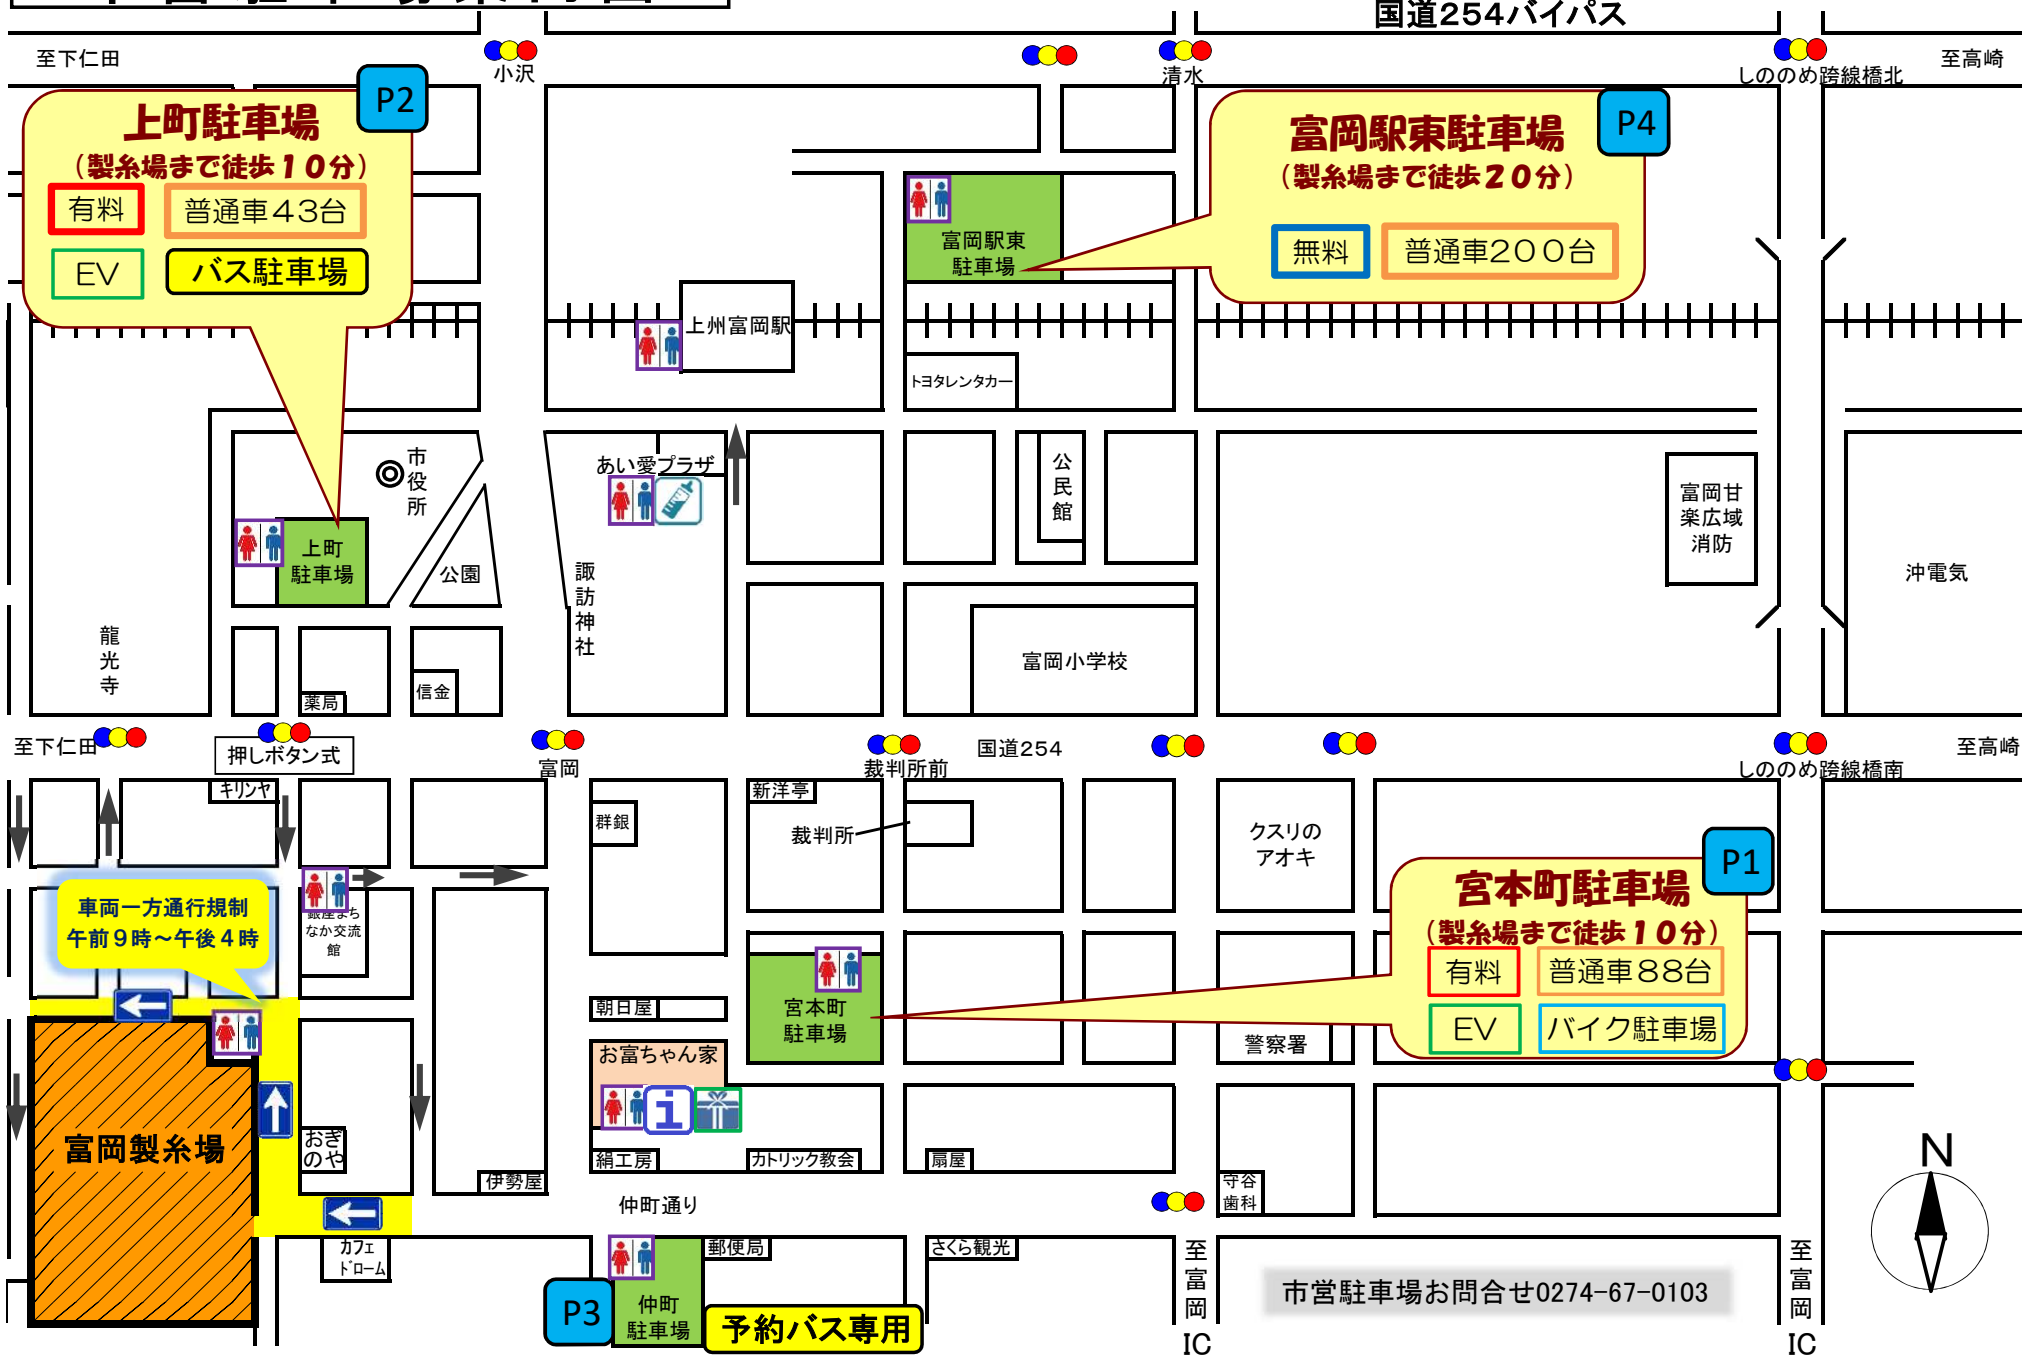 国道254バイパス
至下仁田
小沢
清水
しののめ跨線橋北
至高崎
P2
上町駐車場
(製糸場まで徒歩10分)
有料
普通車43台
EV
バス駐車場
P4
富岡駅東駐車場
(製糸場まで徒歩20分)
無料
普通車200台
富岡駅東
駐車場
上州富岡駅
トヨタレンタカー
市役所
あい愛プラザ
公民館
富岡甘
楽広域
消防
沖電気
上町
駐車場
公園
諏訪神社
龍光寺
富岡小学校
薬局
信金
至下仁田
押しボタン式
富岡
裁判所前
国道254
しののめ跨線橋南
至高崎
キリンヤ
群銀
新洋亭
裁判所
クスリの
アオキ
P1
宮本町駐車場
(製糸場まで徒歩10分)
有料
普通車88台
EV
バイク駐車場
車両一方通行規制
午前9時～午後4時
銀座まち
なか交流
館
朝日屋
宮本町
駐車場
お富ちゃん家
i
警察署
富岡製糸場
おぎ
のや
伊勢屋
絹工房
カトリック教会
扇屋
守谷
歯科
仲町通り
N
カフェ
ドローム
郵便局
さくら観光
P3
仲町
駐車場
予約バス専用
至富岡IC
市営駐車場お問合せ0274-67-0103
至富岡IC